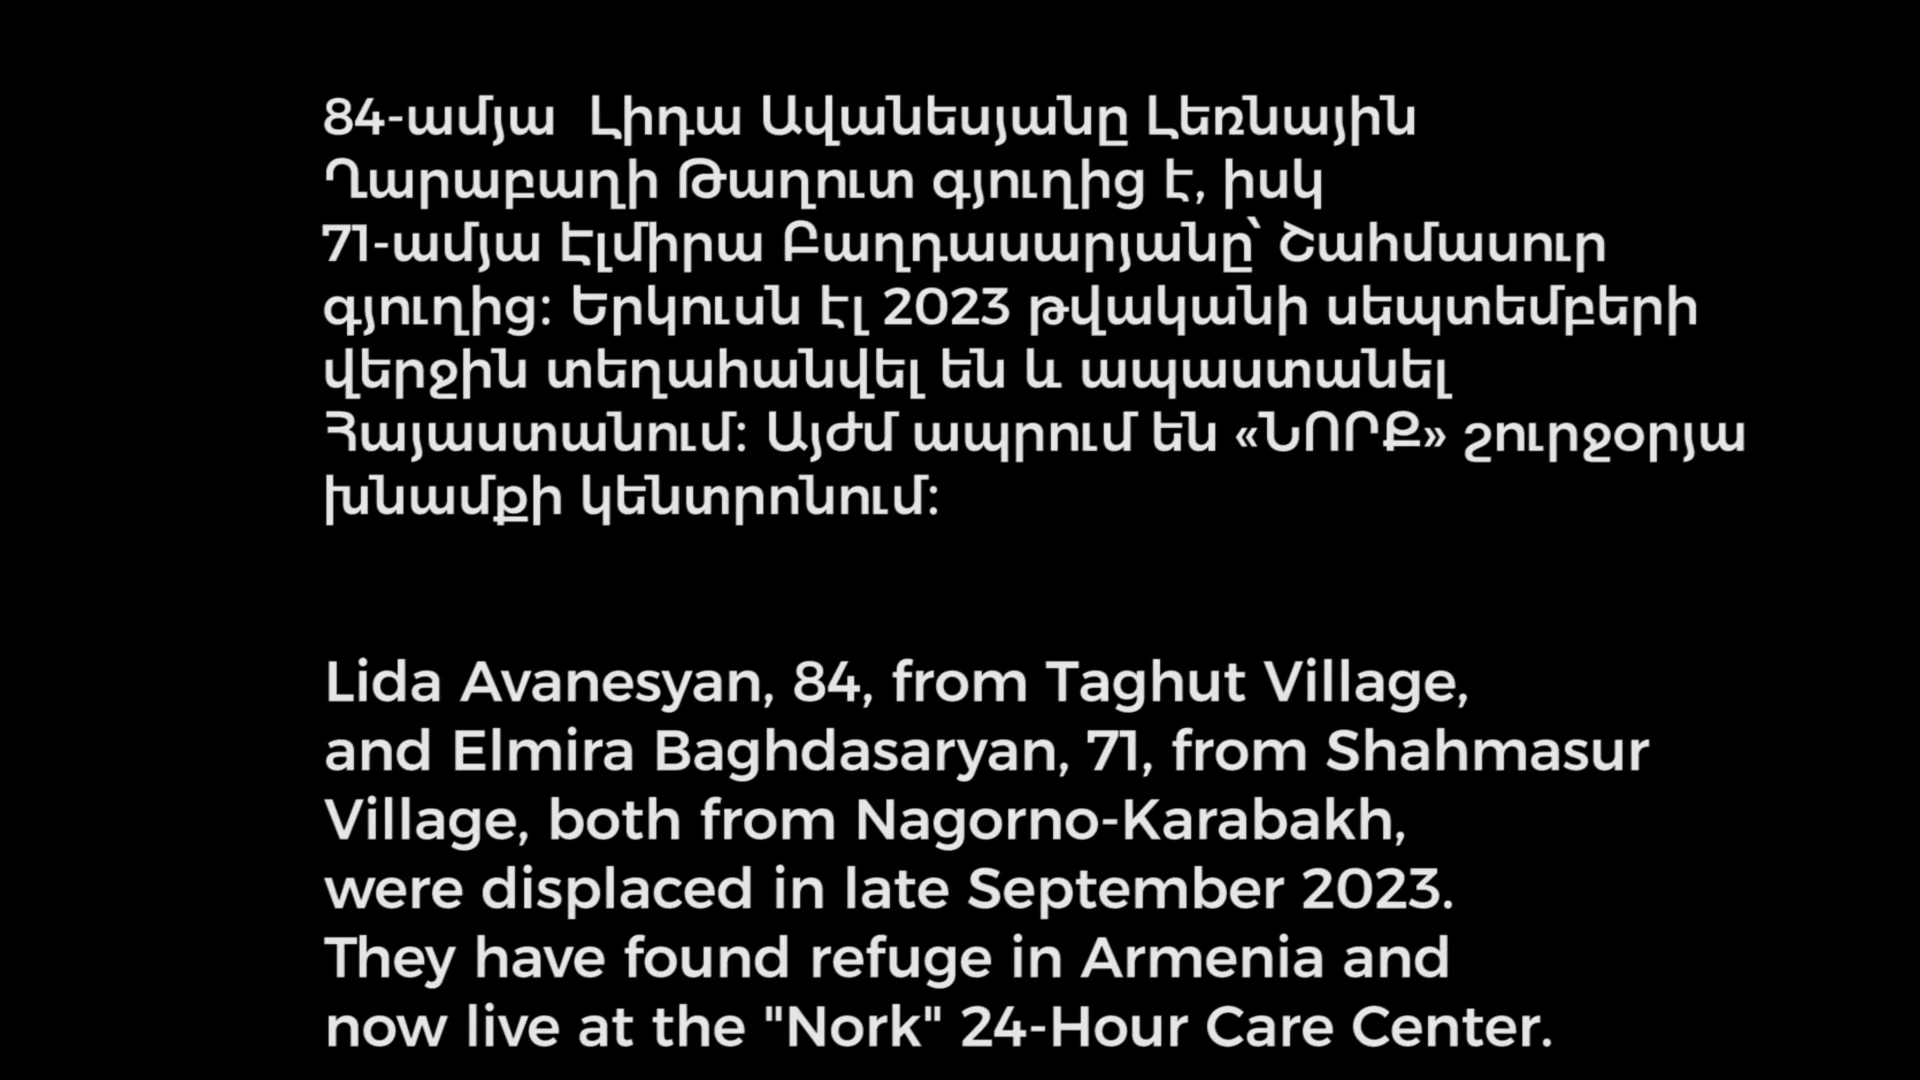 84-ամյա  Լիդա Ավանեսյանը Լեռնային
Ղարաբաղի Թաղուտ գյուղից է, իսկ
71-ամյա Էլմիրա Բաղդասարյանը՝ Շահմասուր
գյուղից: Երկուսն էլ 2023 թվականի սեպտեմբերի
վերջին տեղահանվել են և ապաստանել
Հայաստանում: Այժմ ապրում են «ՆՈՐՔ» շուրջօրյա
խնամքի կենտրոնում:
Lida Avanesyan, 84, from Taghut Village,
and Elmira Baghdasaryan, 71, from Shahmasur
Village, both from Nagorno-Karabakh,
were displaced in late September 2023.
They have found refuge in Armenia and
now live at the "Nork" 24-Hour Care Center.